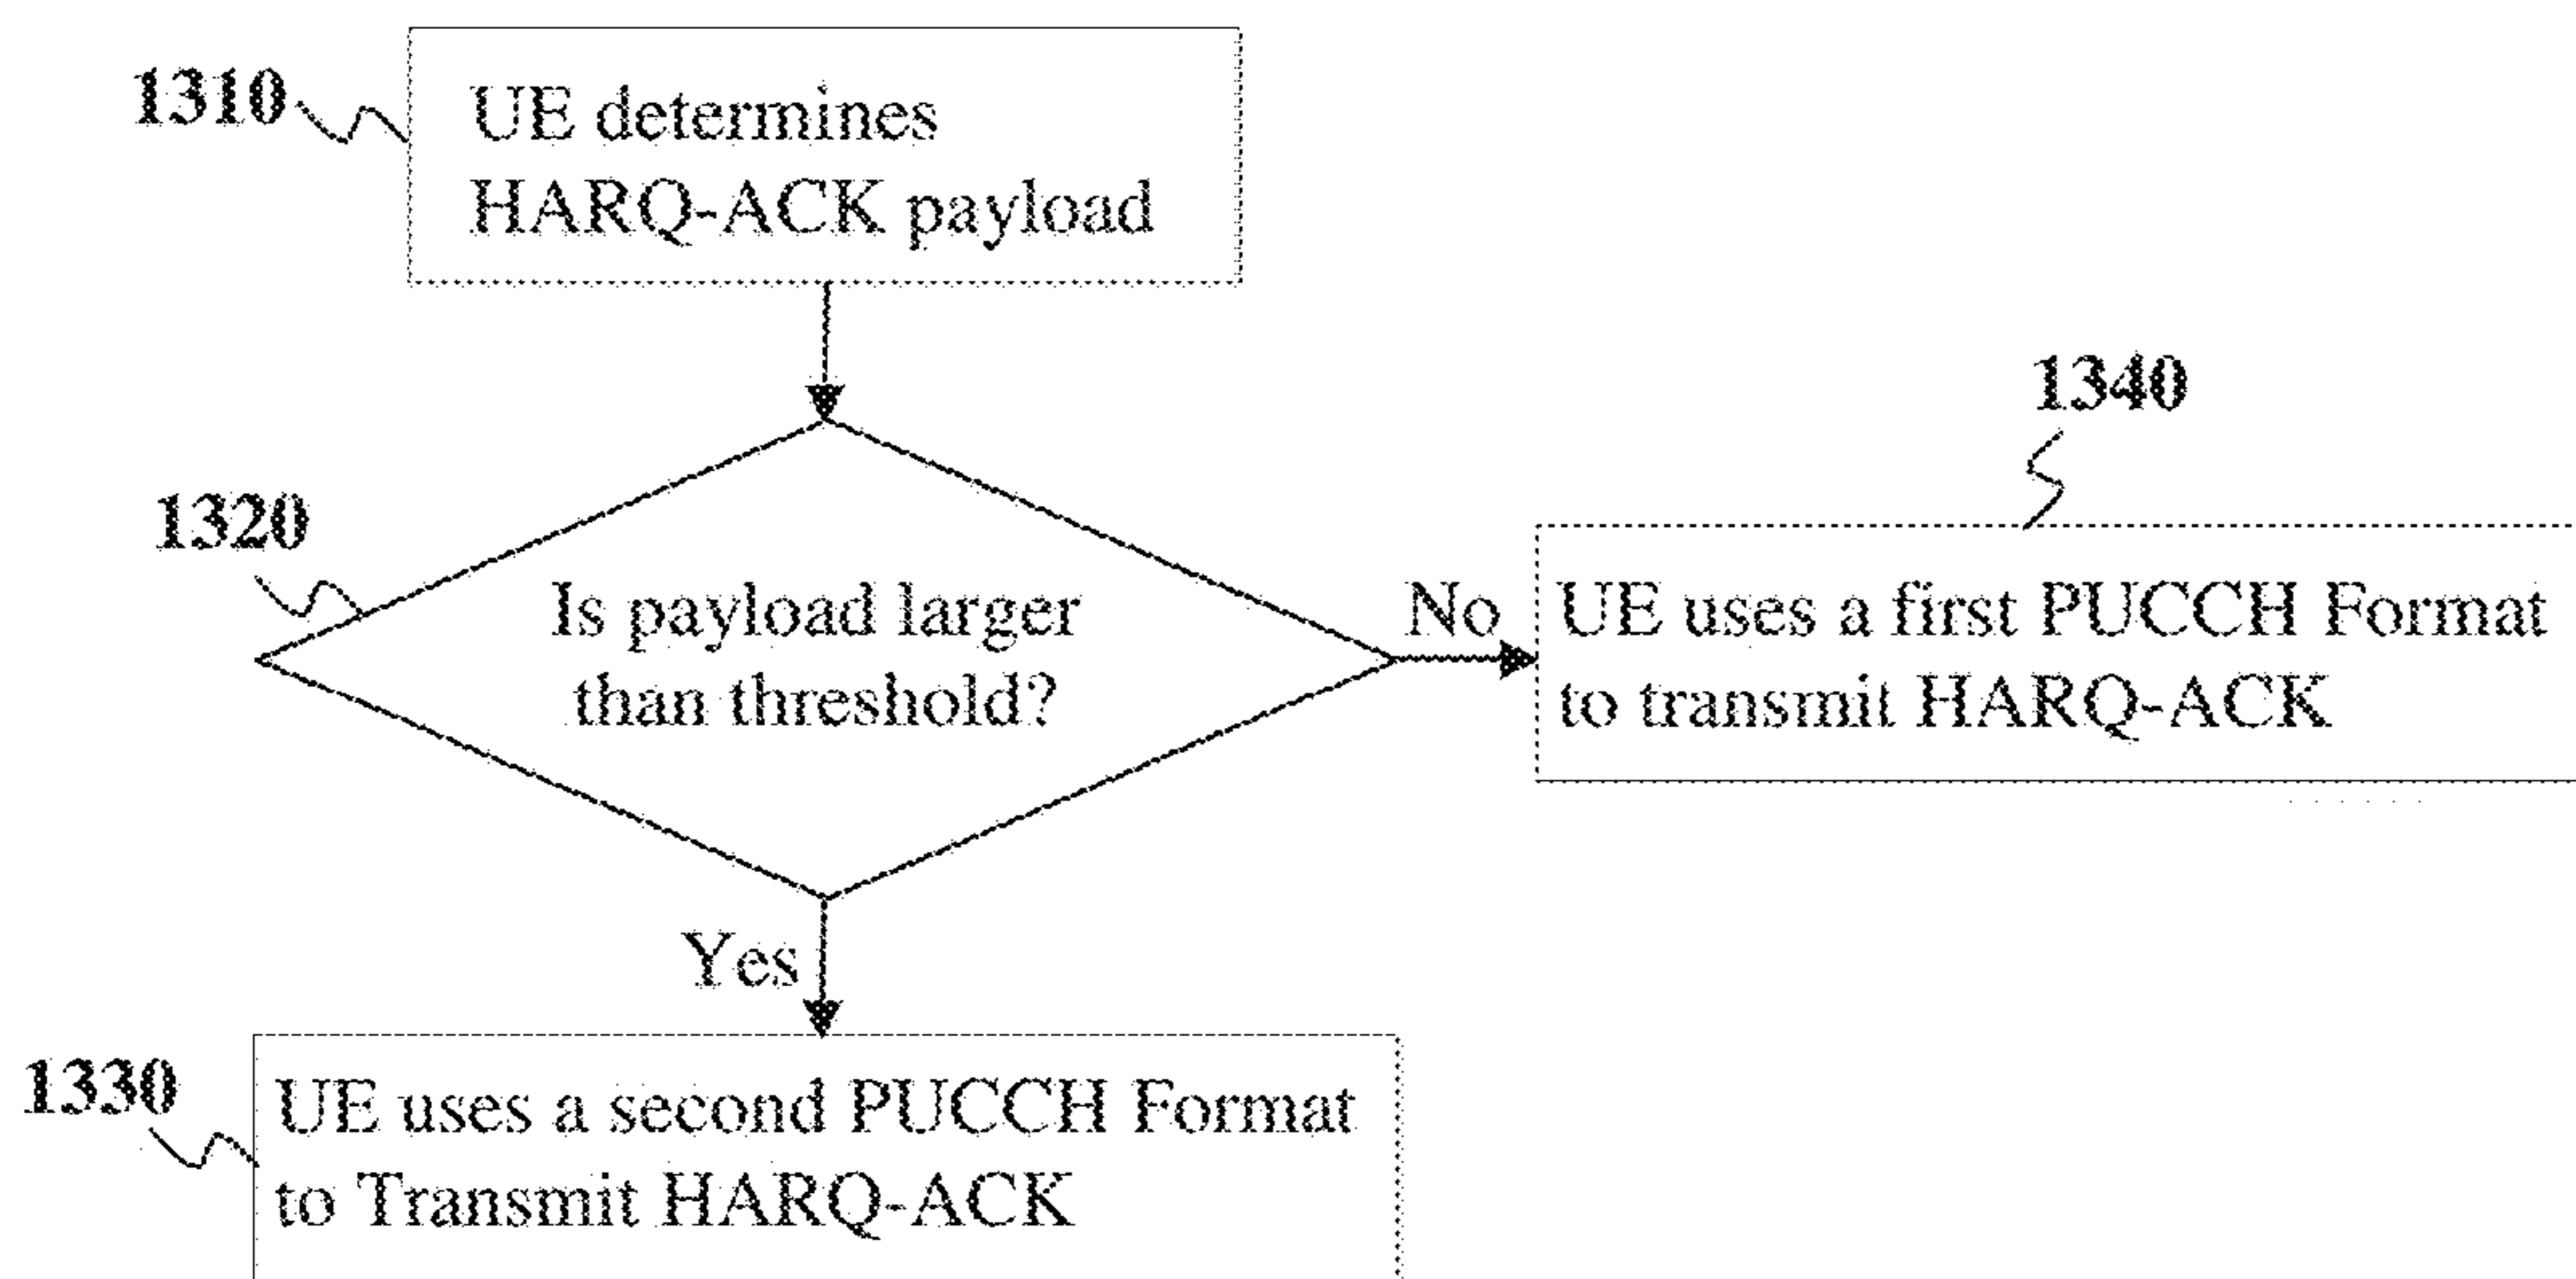 1310
UE determines
HARQ-ACK payload
1340
1320
Is payload larger
than threshold?
No
UE uses a first PUCCH Format
to transmit HARQ-ACK
Yes
1330
UE uses a second PUCCH Format
to Transmit HARQ-ACK